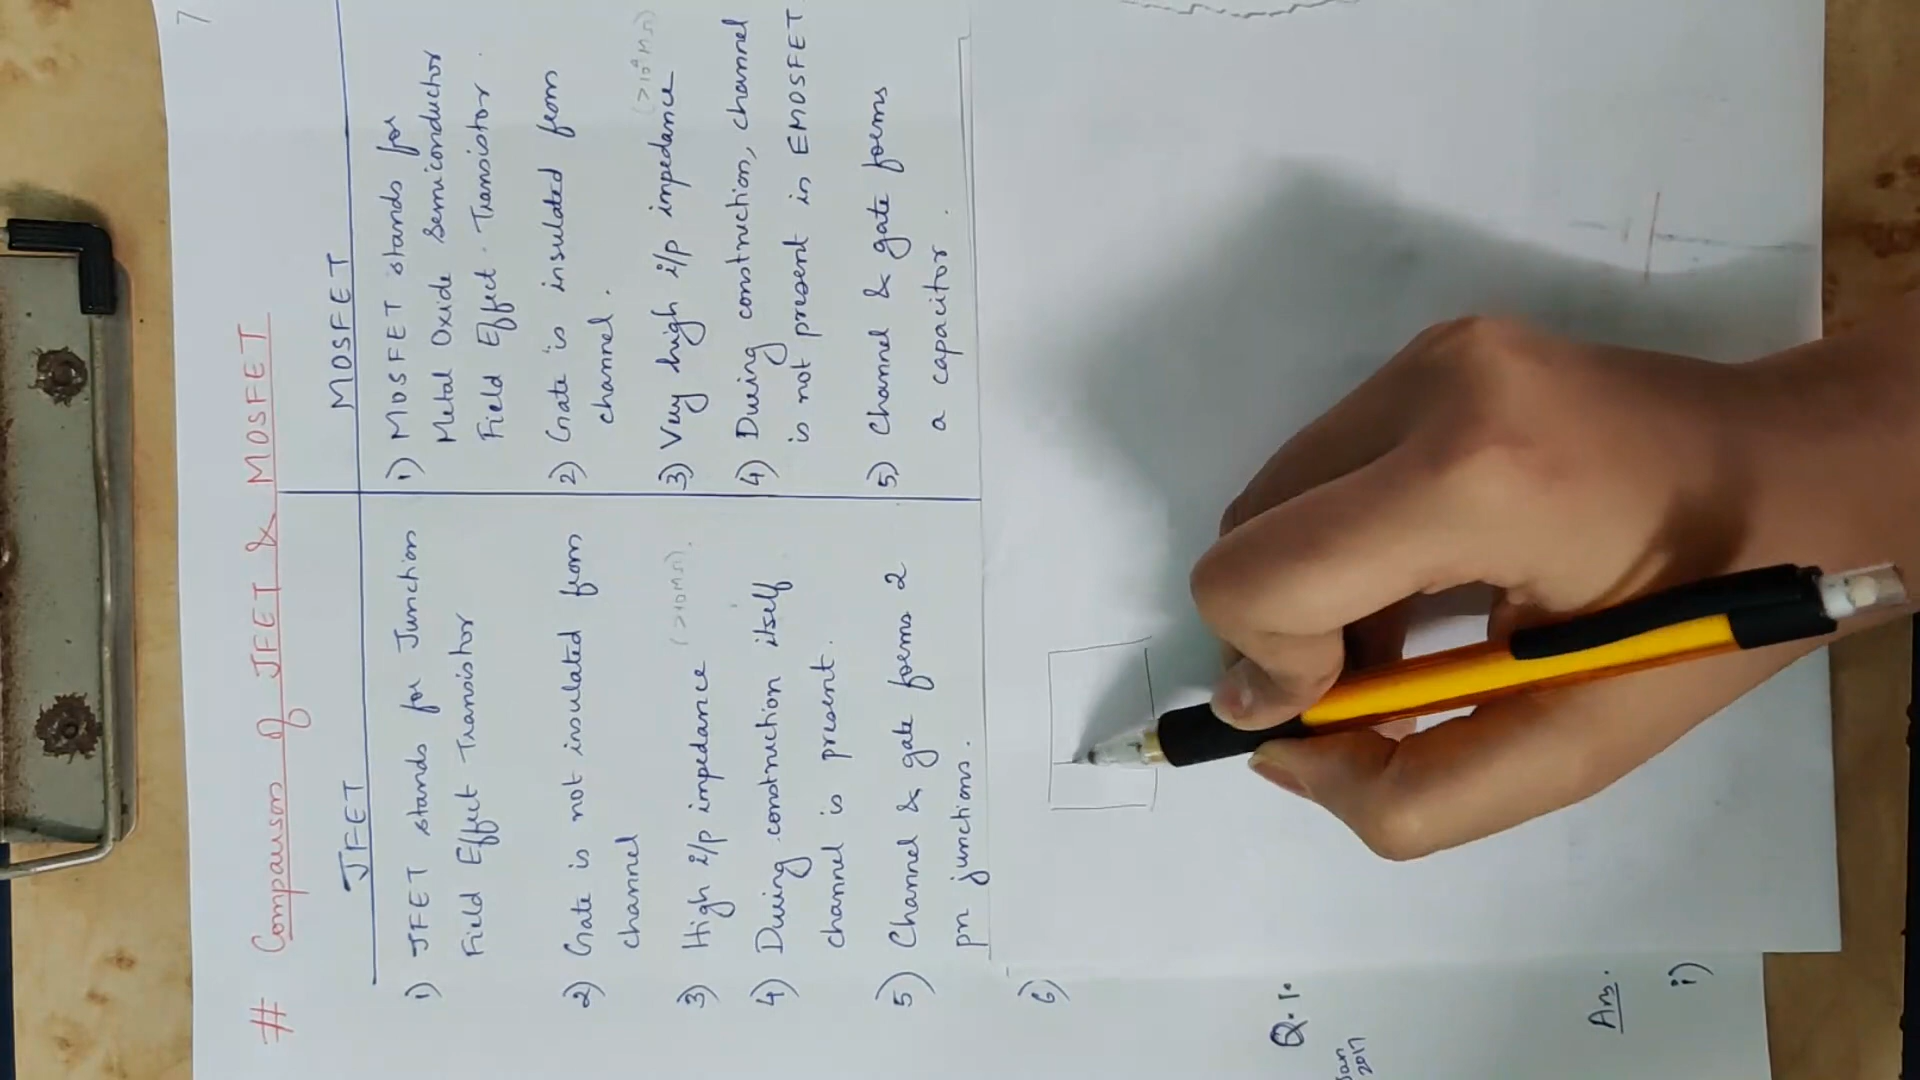 7
# Comparison of JFET & MOSFET
JFET
1) JFET stands for Junction
Field Effect Transistor
2) Gate is not insulated from
channel
3) High i/p impedance (>10MΩ).
4) During construction itself
channel is present.
5) Channel & gate forms 2
pn junctions.
6)
MOSFET
1) MOSFET stands for
Metal Oxide Semiconductor
Field Effect Transistor.
2) Gate is insulated from
channel.
3) Very high i/p impedance
4) During construction, channel
is not present in EMOSFET
5) Channel & gate forms
a capacitor.
Q.1.
Jan
2017
Ans.
i)